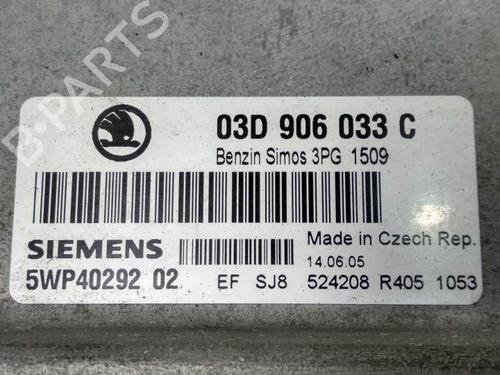 03D 906 033 C
Benzin Simos 3PG 1509
SIEMENS
Made in Czech Rep.
14.06.05
5WP40292 02
EF SJ8 524208 R405 1053
B-PARTS